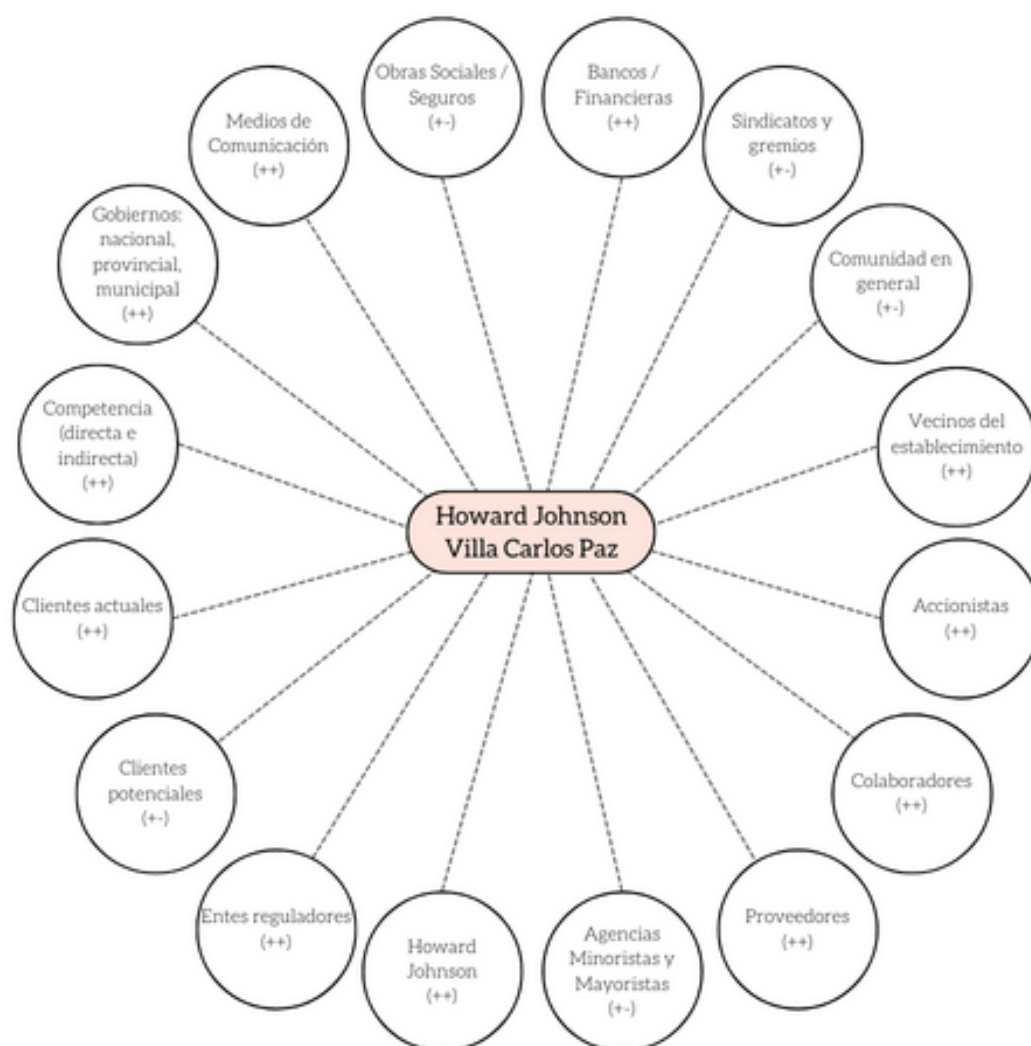 Obras Sociales /
Seguros
(+-)
Bancos /
Financieras
(++)
Sindicatos y
gremios
(+-)
Comunidad en
general
(+-)
Vecinos del
establecimiento
(++)
Accionistas
(++)
Colaboradores
(++)
Proveedores
(++)
Agencias
Minoristas y
Mayoristas
(+-)
Howard
Johnson
(++)
Entes reguladores
(++)
Clientes
potenciales
(+-)
Clientes actuales
(++)
Competencia
(directa e
indirecta)
(++)
Gobiernos:
nacional,
provincial,
municipal
(++)
Medios de
Comunicación
(++)
Howard Johnson
Villa Carlos Paz